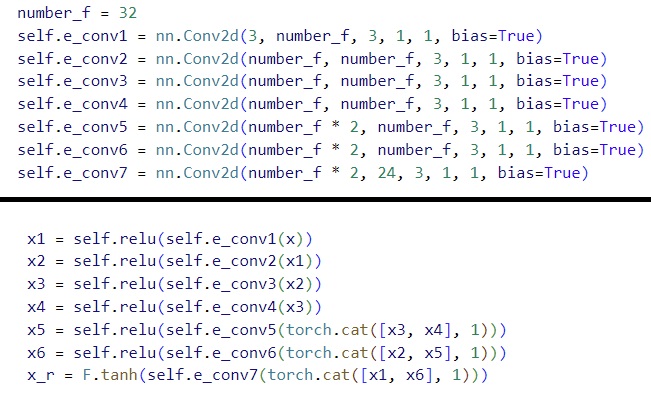 number_f = 32
self.e_conv1 = nn.Conv2d(3, number_f, 3, 1, 1, bias=True)
self.e_conv2 = nn.Conv2d(number_f, number_f, 3, 1, 1, bias=True)
self.e_conv3 = nn.Conv2d(number_f, number_f, 3, 1, 1, bias=True)
self.e_conv4 = nn.Conv2d(number_f, number_f, 3, 1, 1, bias=True)
self.e_conv5 = nn.Conv2d(number_f * 2, number_f, 3, 1, 1, bias=True)
self.e_conv6 = nn.Conv2d(number_f * 2, number_f, 3, 1, 1, bias=True)
self.e_conv7 = nn.Conv2d(number_f * 2, 24, 3, 1, 1, bias=True)
x1 = self.relu(self.e_conv1(x))
x2 = self.relu(self.e_conv2(x1))
x3 = self.relu(self.e_conv3(x2))
x4 = self.relu(self.e_conv4(x3))
x5 = self.relu(self.e_conv5(torch.cat([x3, x4], 1)))
x6 = self.relu(self.e_conv6(torch.cat([x2, x5], 1)))
x_r = F.tanh(self.e_conv7(torch.cat([x1, x6], 1)))